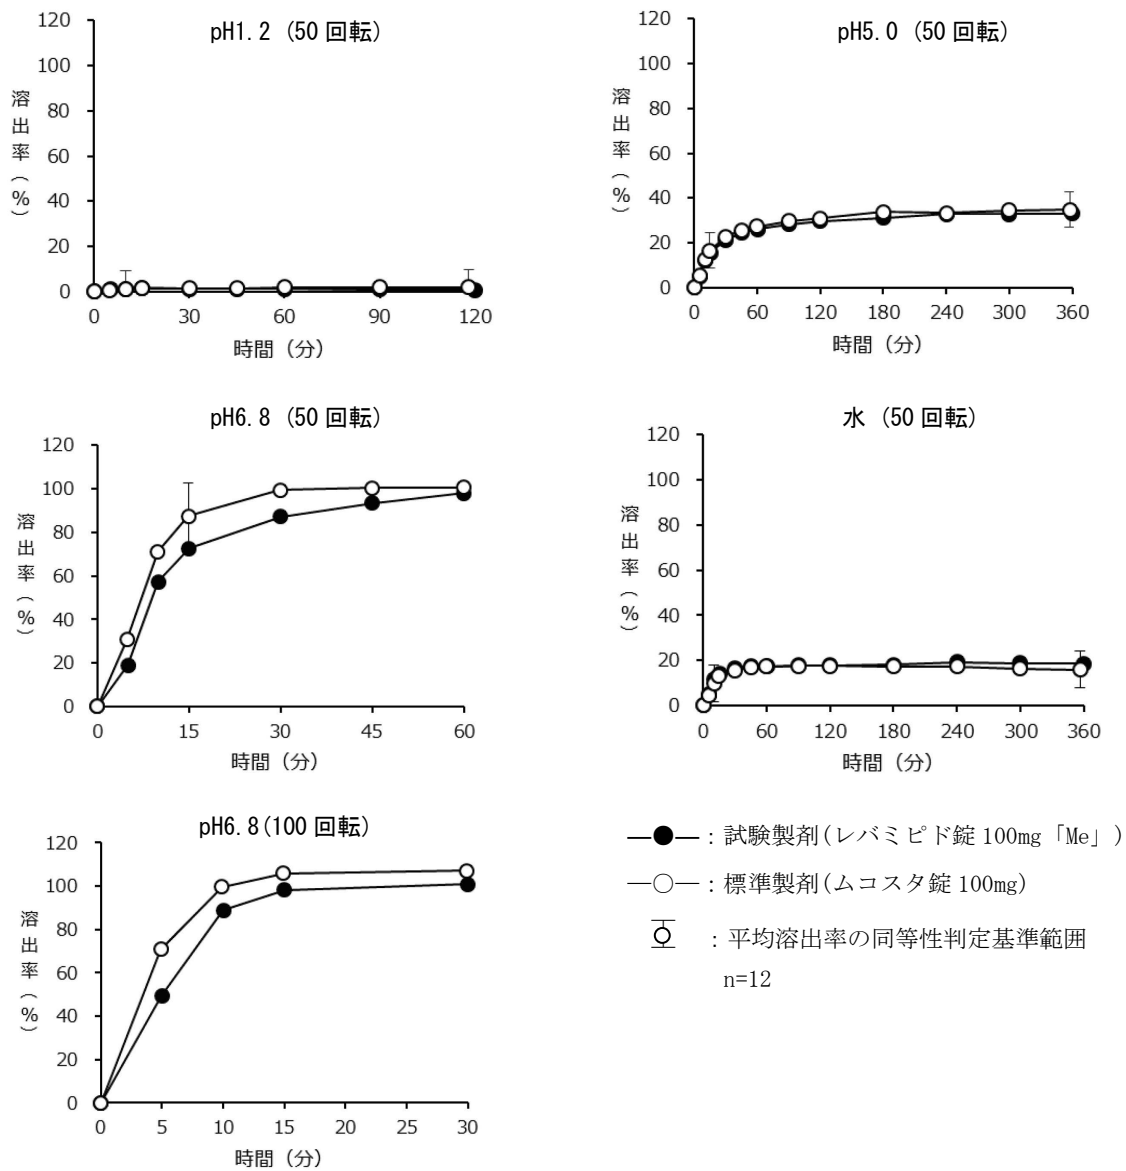 pH1.2 (50 回転)
120
100
80
60
40
20
0
溶出率(%)
0 30 60 90 120
時間 (分)
pH5.0 (50 回転)
120
100
80
60
40
20
0
溶出率(%)
0 60 120 180 240 300 360
時間 (分)
pH6.8 (50 回転)
120
100
80
60
40
20
0
溶出率(%)
0 15 30 45 60
時間 (分)
水 (50 回転)
120
100
80
60
40
20
0
溶出率(%)
0 60 120 180 240 300 360
時間 (分)
pH6.8(100 回転)
120
100
80
60
40
20
0
溶出率(%)
0 5 10 15 20 25 30
時間 (分)
—●—：試験製剤(レバミピド錠 100mg「Me」)
—○—：標準製剤(ムコスタ錠 100mg)
：平均溶出率の同等性判定基準範囲
n=12